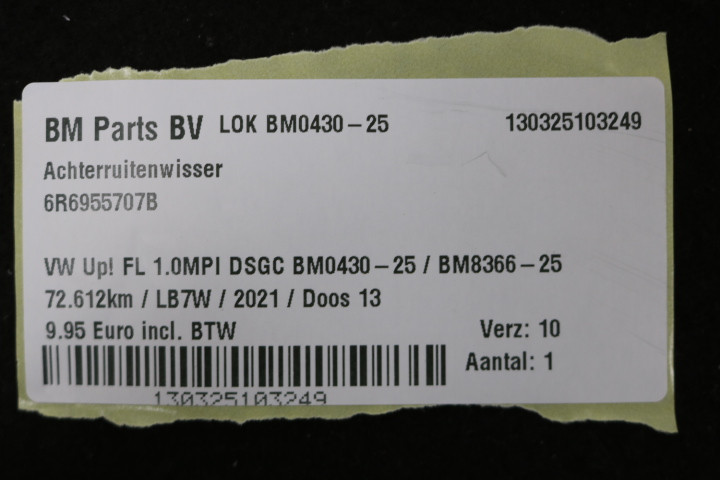 BM Parts BV LOK BM0430-25 130325103249
Achterruitenwisser
6R6955707B
VW Up! FL 1.0MPI DSGC BM0430-25 / BM8366-25
72.612km / LB7W / 2021 / Doos 13
9.95 Euro incl. BTW Verz: 10
Aantal: 1
130325103249